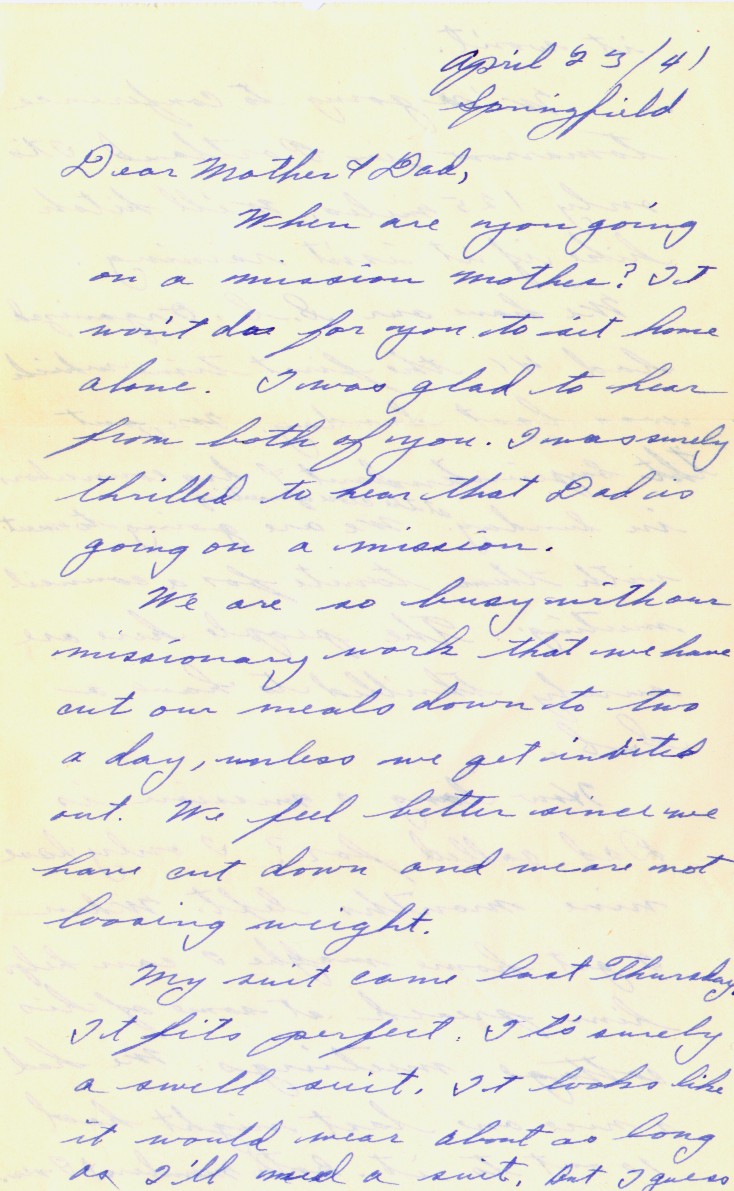 April 23/41
Springfield
Dear Mother & Dad,
When are you going
on a mission mother? It
won't doo for you to sit home
alone. I was glad to hear
from both of you. I was surely
thrilled to hear that Dad is
going on a mission.
We are so busy with our
missionary work that we have
cut our meals down to two
a day, unless we get invited
out. We feel better since we
have cut down and we are not
loosing weight.
My suit came last Thursday.
It fits perfect. It's surely
a swell suit. It looks like
it would wear about as long
as I'll need a suit, but I guess